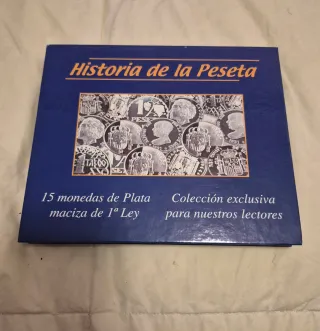 Historia de la Peseta
15 monedas de Plata
maciza de 1ª Ley
Colección exclusiva
para nuestros lectores